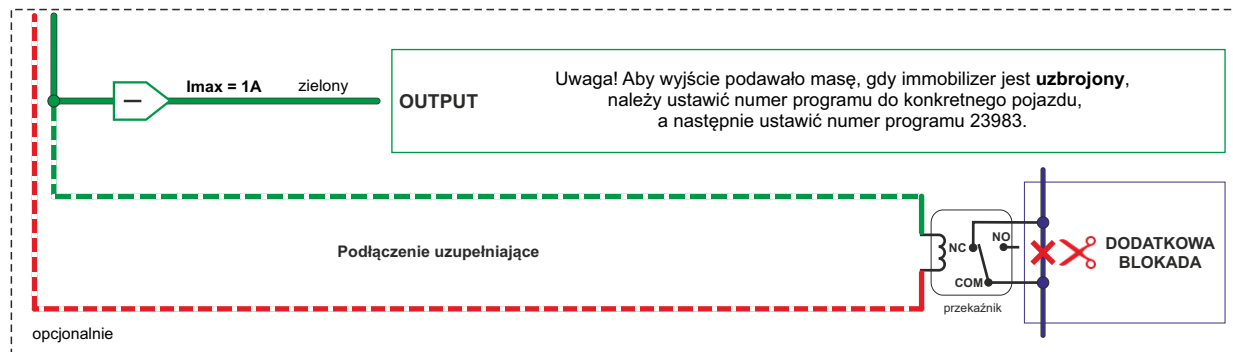 Imax = 1A
zielony
OUTPUT
Uwaga! Aby wyjście podawało masę, gdy immobilizer jest uzbrojony,
należy ustawić numer programu do konkretnego pojazdu,
a następnie ustawić numer programu 23983.
Podłączenie uzupełniające
NC
NO
COM
przekaźnik
DODATKOWA
BLOKADA
opcjonalnie